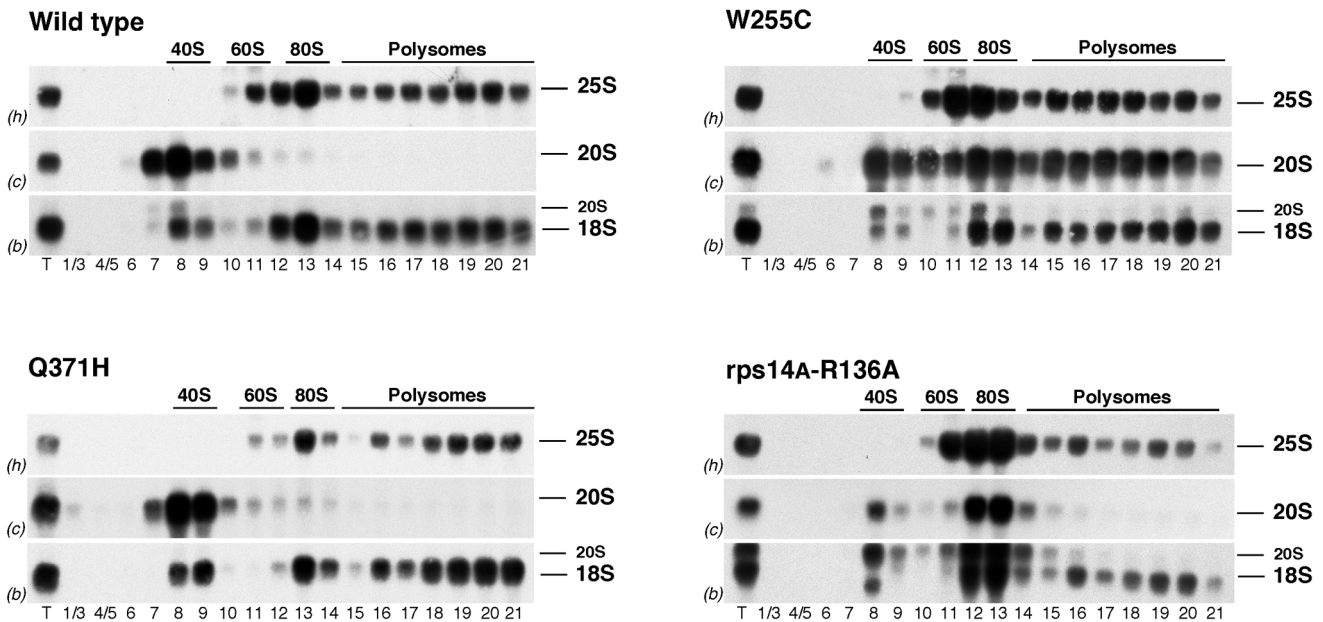 Wild type
40S 60S 80S Polysomes
(h) 25S
(c) 20S
20S
(b) 18S
T 1/3 4/5 6 7 8 9 10 11 12 13 14 15 16 17 18 19 20 21
W255C
40S 60S 80S Polysomes
(h) 25S
(c) 20S
20S
(b) 18S
T 1/3 4/5 6 7 8 9 10 11 12 13 14 15 16 17 18 19 20 21
Q371H
40S 60S 80S Polysomes
(h) 25S
(c) 20S
20S
(b) 18S
T 1/3 4/5 6 7 8 9 10 11 12 13 14 15 16 17 18 19 20 21
rps14A-R136A
40S 60S 80S Polysomes
(h) 25S
(c) 20S
20S
(b) 18S
T 1/3 4/5 6 7 8 9 10 11 12 13 14 15 16 17 18 19 20 21